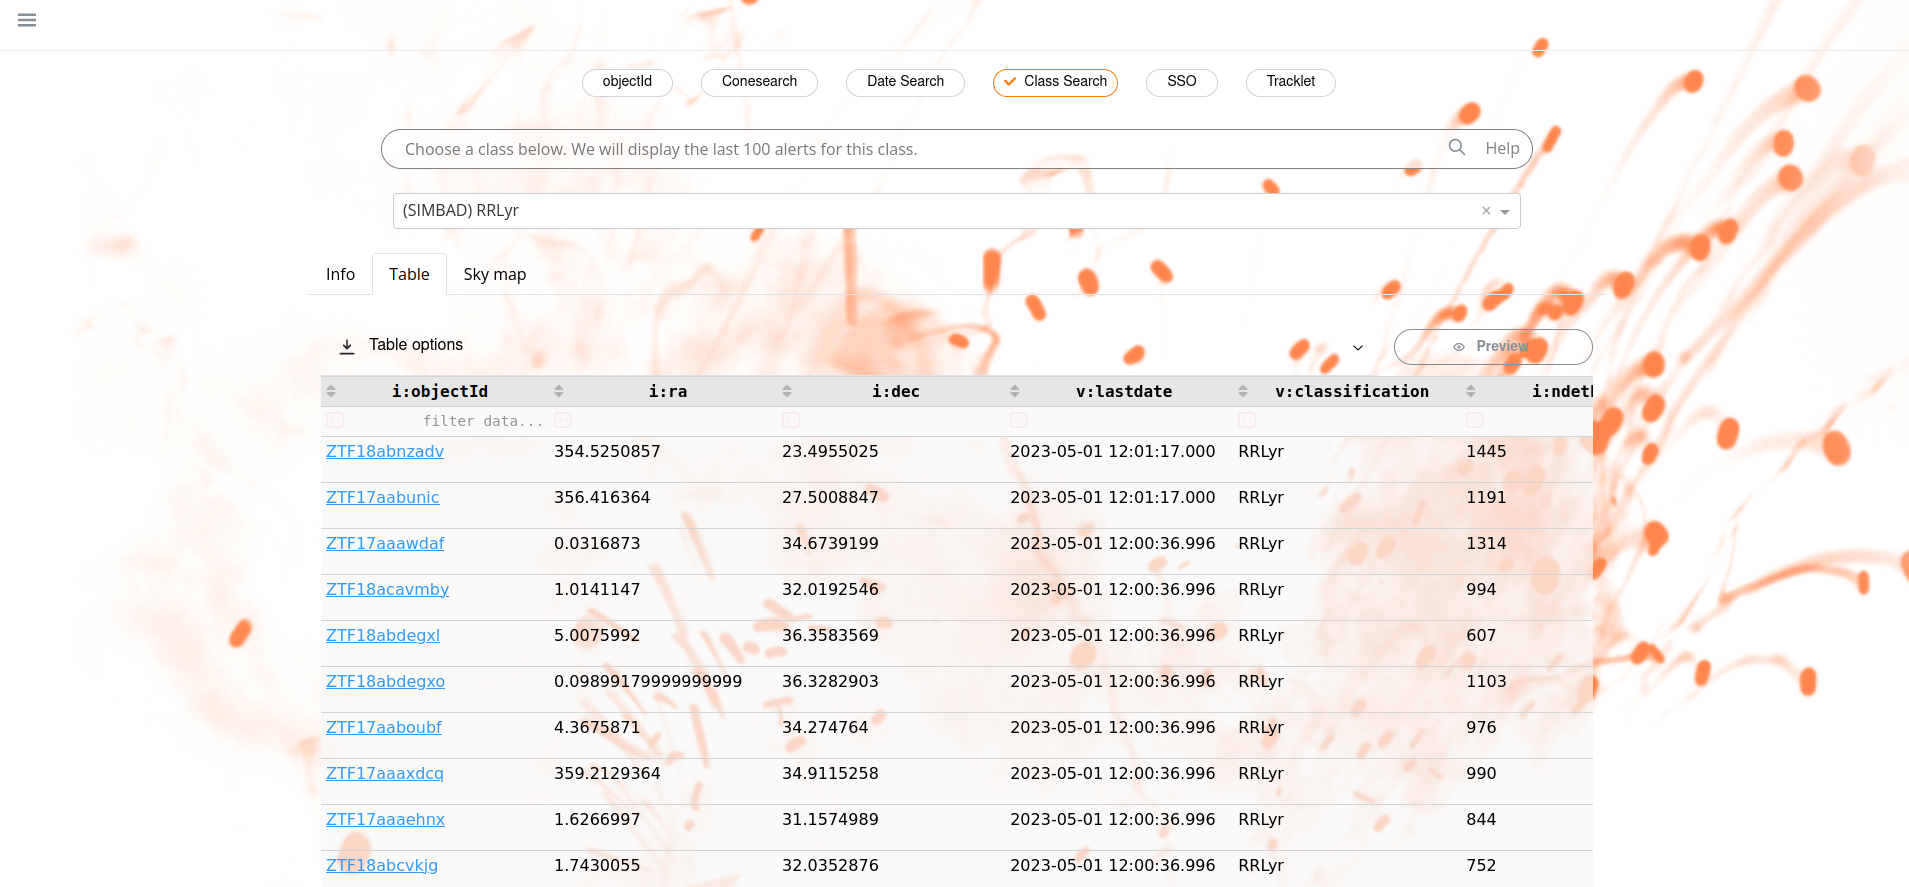 objectId Conesearch Date Search Class Search SSO Tracklet
Choose a class below. We will display the last 100 alerts for this class. Help
(SIMBAD) RRLyr ×
Info Table Sky map
Table options Preview
i:objectId i:ra i:dec v:lastdate v:classification i:ndeth
filter data... Aa Aa Aa Aa Aa Aa
ZTF18abnzadv 354.5250857 23.4955025 2023-05-01 12:01:17.000 RRLyr 1445
ZTF17aabunic 356.416364 27.5008847 2023-05-01 12:01:17.000 RRLyr 1191
ZTF17aaawdaf 0.0316873 34.6739199 2023-05-01 12:00:36.996 RRLyr 1314
ZTF18acavmby 1.0141147 32.0192546 2023-05-01 12:00:36.996 RRLyr 994
ZTF18abdegxl 5.0075992 36.3583569 2023-05-01 12:00:36.996 RRLyr 607
ZTF18abdegxo 0.09899179999999999 36.3282903 2023-05-01 12:00:36.996 RRLyr 1103
ZTF17aaboubf 4.3675871 34.274764 2023-05-01 12:00:36.996 RRLyr 976
ZTF17aaaxdcq 359.2129364 34.9115258 2023-05-01 12:00:36.996 RRLyr 990
ZTF17aaaehnx 1.6266997 31.1574989 2023-05-01 12:00:36.996 RRLyr 844
ZTF18abcvkjg 1.7430055 32.0352876 2023-05-01 12:00:36.996 RRLyr 752